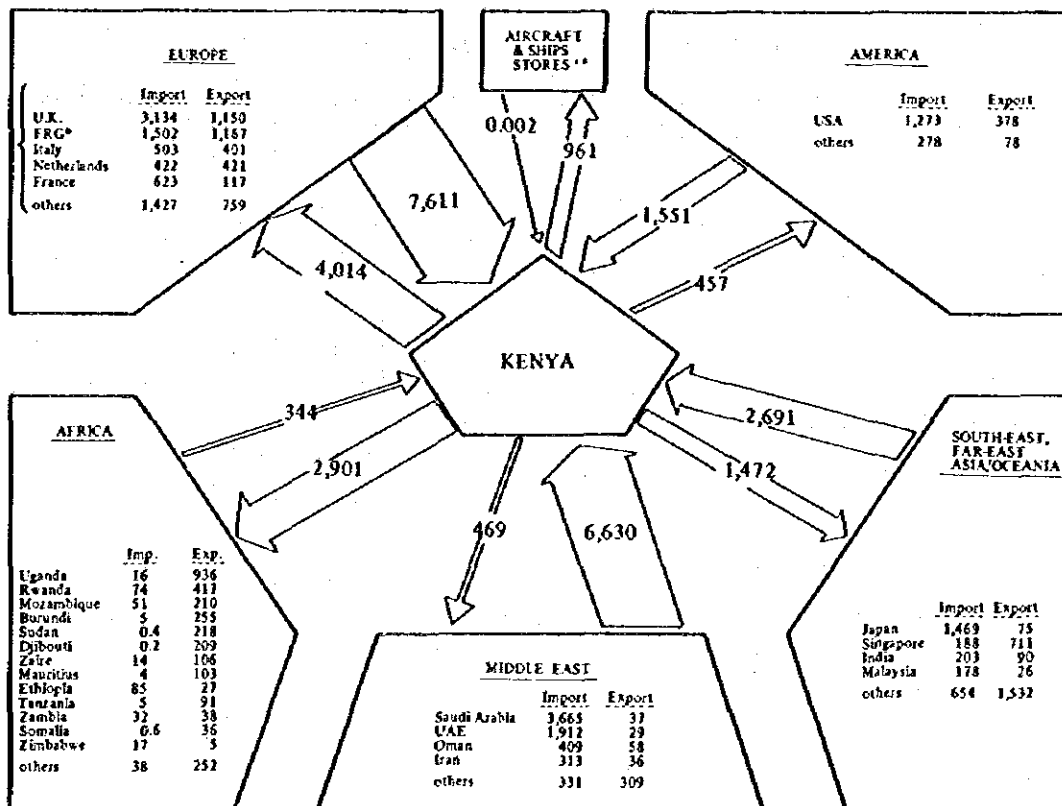 EUROPE
Import Export
U.K. 3,134 1,150
FRG* 1,502 1,167
Italy 503 401
Netherlands 422 421
France 623 117
others 1,427 759
AIRCRAFT
& SHIPS
STORES **
AMERICA
Import Export
USA 1,273 378
others 278 78
0.002
961
7,611
4,014
1,551
457
KENYA
344
2,901
2,691
1,472
469
6,630
AFRICA
Imp. Exp.
Uganda 16 936
Rwanda 74 417
Mozambique 51 210
Burundi 5 255
Sudan 0.4 218
Djibouti 0.2 209
Zaire 14 106
Mauritius 4 103
Ethiopia 85 27
Tanzania 5 91
Zambia 32 38
Somalia 0.6 36
Zimbabwe 17 5
others 38 252
MIDDLE EAST
Import Export
Saudi Arabia 3,665 37
UAE 1,912 29
Oman 409 58
Iran 313 36
others 331 309
SOUTH-EAST,
FAR-EAST
ASIA/OCEANIA
Import Export
Japan 1,469 75
Singapore 188 711
India 203 90
Malaysia 178 26
others 654 1,532